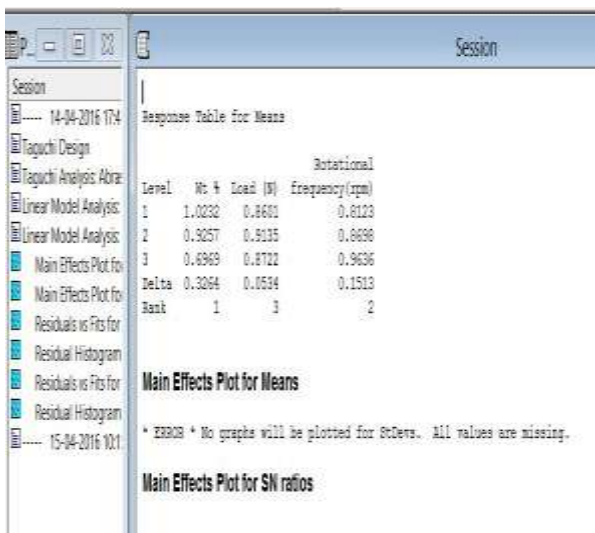 P_
Session
Session
----- 14-04-2016 17:4
Taguchi Design
Taguchi Analysis: Abra
Linear Model Analysis:
Linear Model Analysis:
Main Effects Plot fo
Main Effects Plot fo
Residuals vs Fits for
Residual Histogram
Residuals vs Fits for
Residual Histogram
----- 15-04-2016 10:1
Response Table for Means
Rotational
Level Wt % Load (N) frequency(rpm)
1 1.0232 0.8601 0.8123
2 0.9257 0.9135 0.8698
3 0.6969 0.8722 0.9636
Delta 0.3264 0.0534 0.1513
Rank 1 3 2
Main Effects Plot for Means
* ERROR * No graphs will be plotted for StDevs. All values are missing.
Main Effects Plot for SN ratios